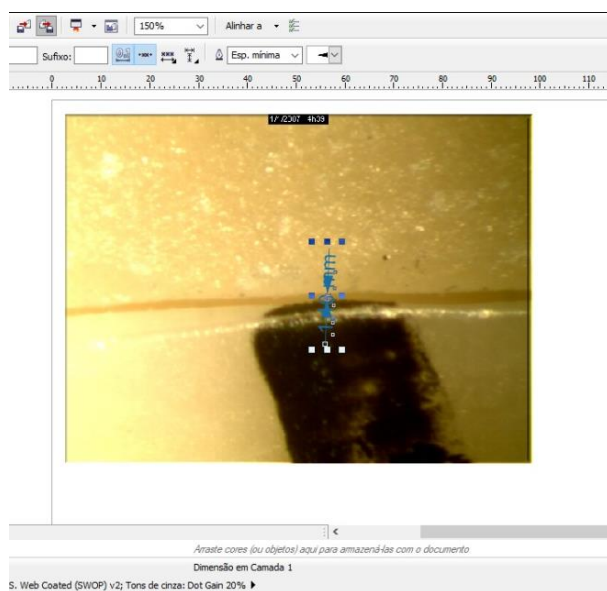 150%
Alinhar a
Sufixo:
Esp. mínima
0 10 20 30 40 50 60 70 80 90 100 110
4h39
Arraste cores (ou objetos) aqui para armazená-las com o documento
Dimensão em Camada 1
S. Web Coated (SWOP) v2; Tons de cinza: Dot Gain 20%